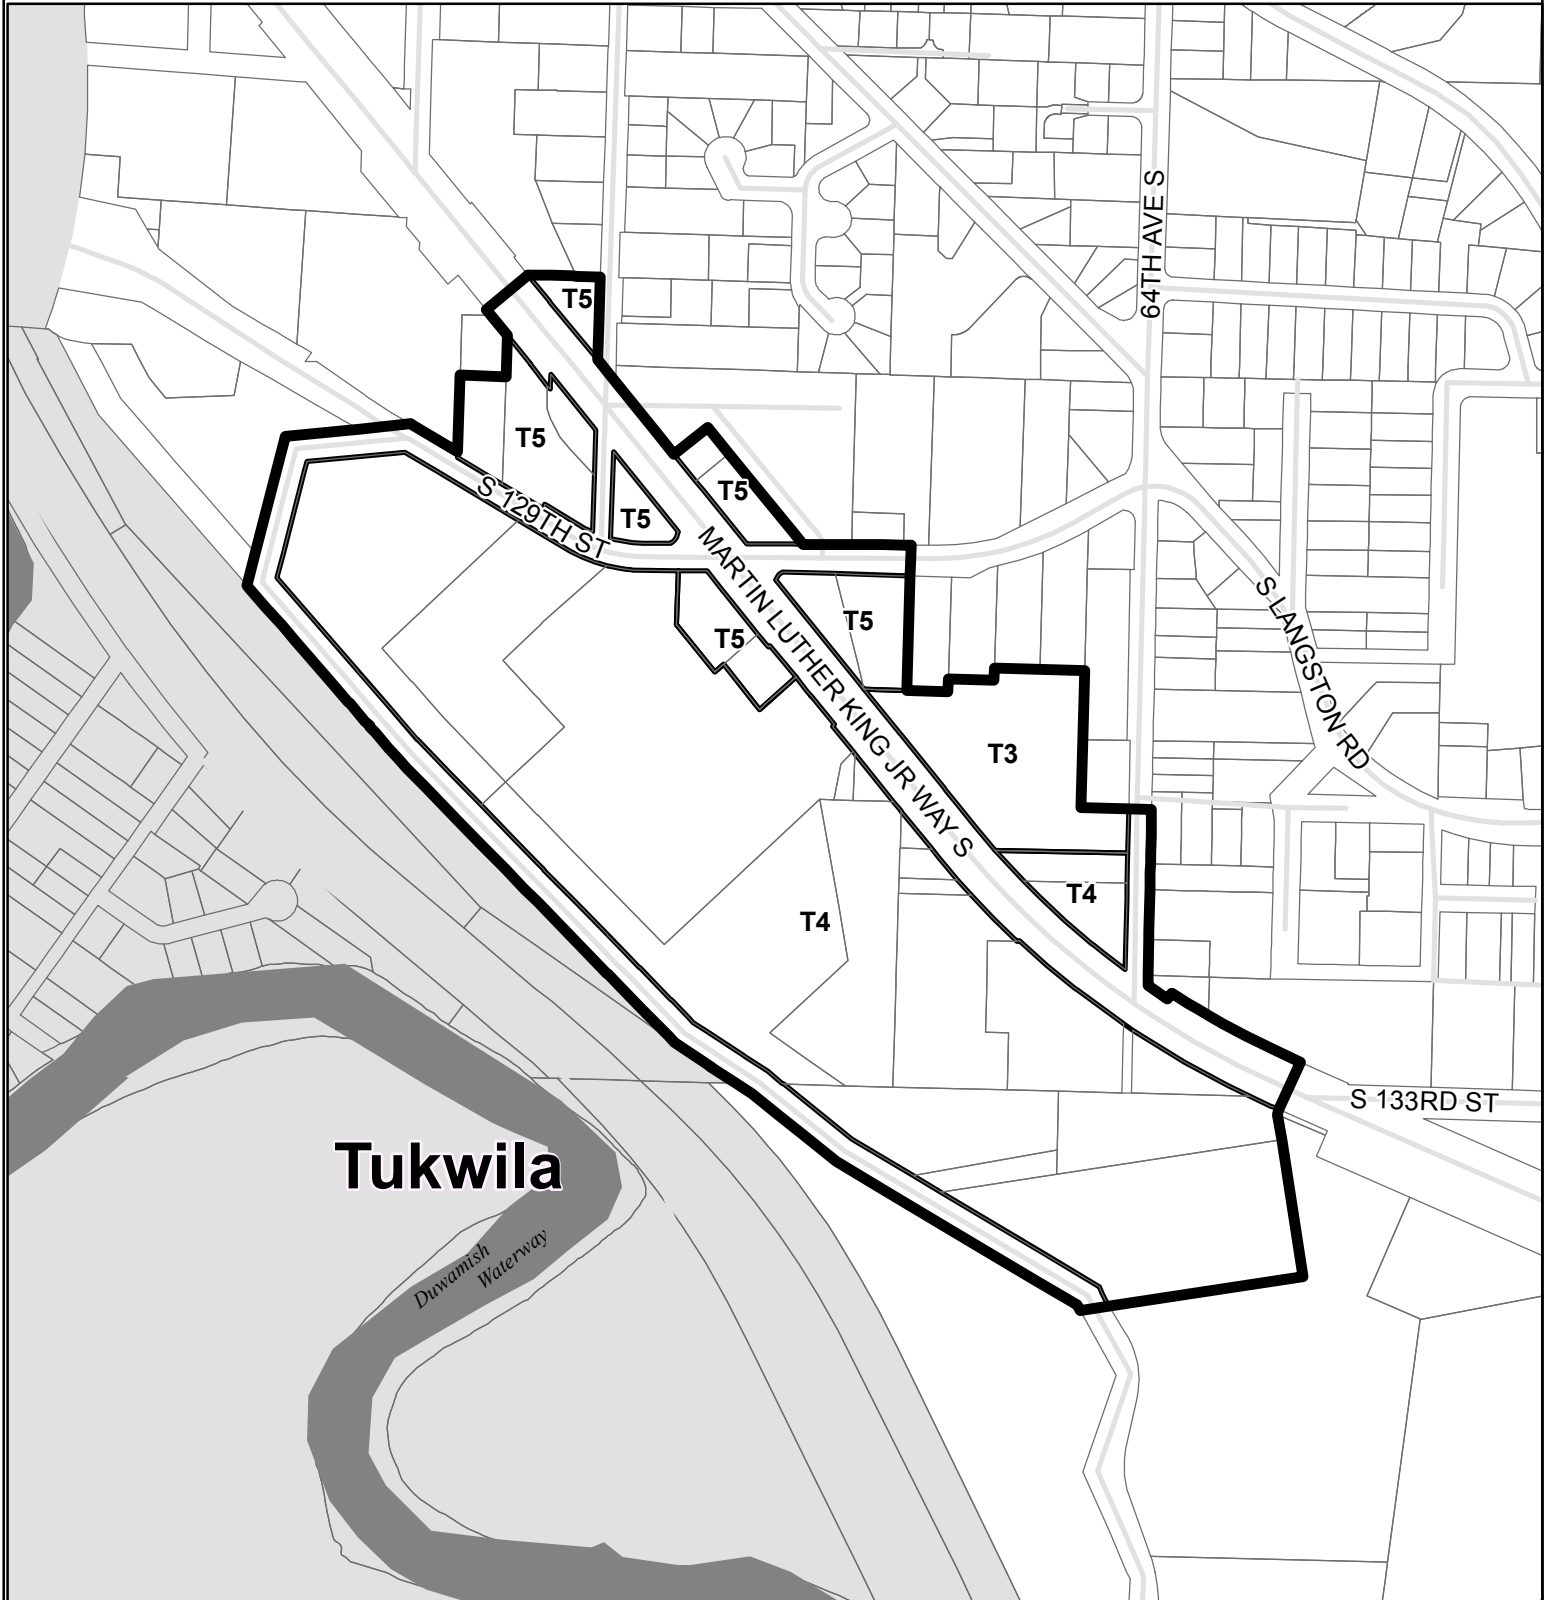 64TH AVE S
T5
T5
T5
T5
S 129TH ST
MARTIN LUTHER KING JR WAY S
S LANGSTON RD
T5
T5
T3
T4
T4
S 133RD ST
Tukwila
Duwamish
Waterway